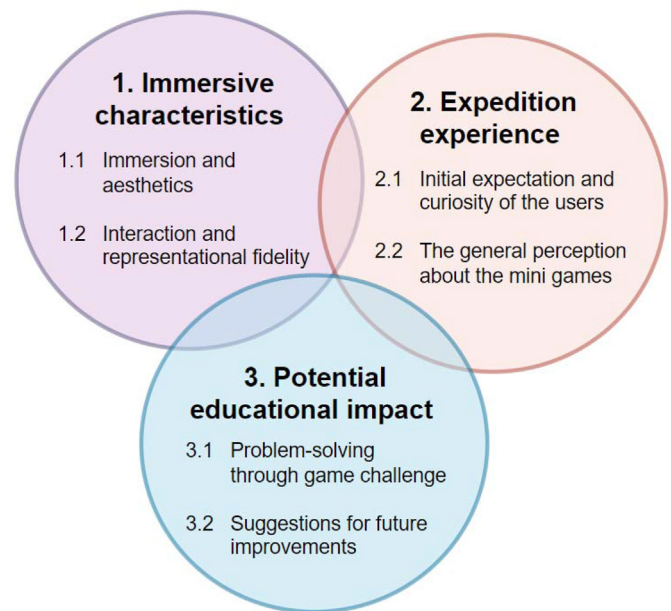 1. Immersive
characteristics
1.1 Immersion and
aesthetics
1.2 Interaction and
representational fidelity
2. Expedition
experience
2.1 Initial expectation and
curiosity of the users
2.2 The general perception
about the mini games
3. Potential
educational impact
3.1 Problem-solving
through game challenge
3.2 Suggestions for future
improvements